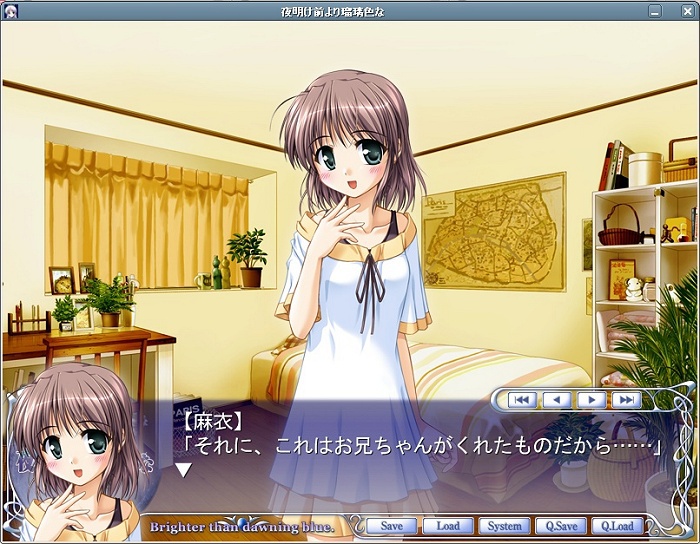 夜明け前より瑠璃色な
Paris
【麻衣】
「それに、これはお兄ちゃんがくれたものだから……」
Brighter than dawning blue.
Save
Load
System
Q.Save
Q.Load